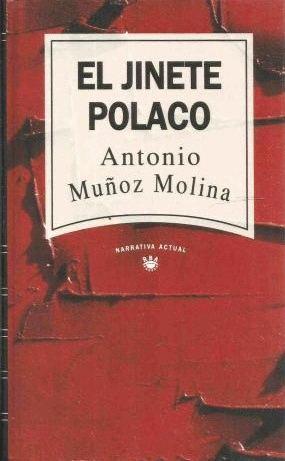 EL JINETE
POLACO
Antonio
Muñoz Molina
NARRATIVA ACTUAL
RBA